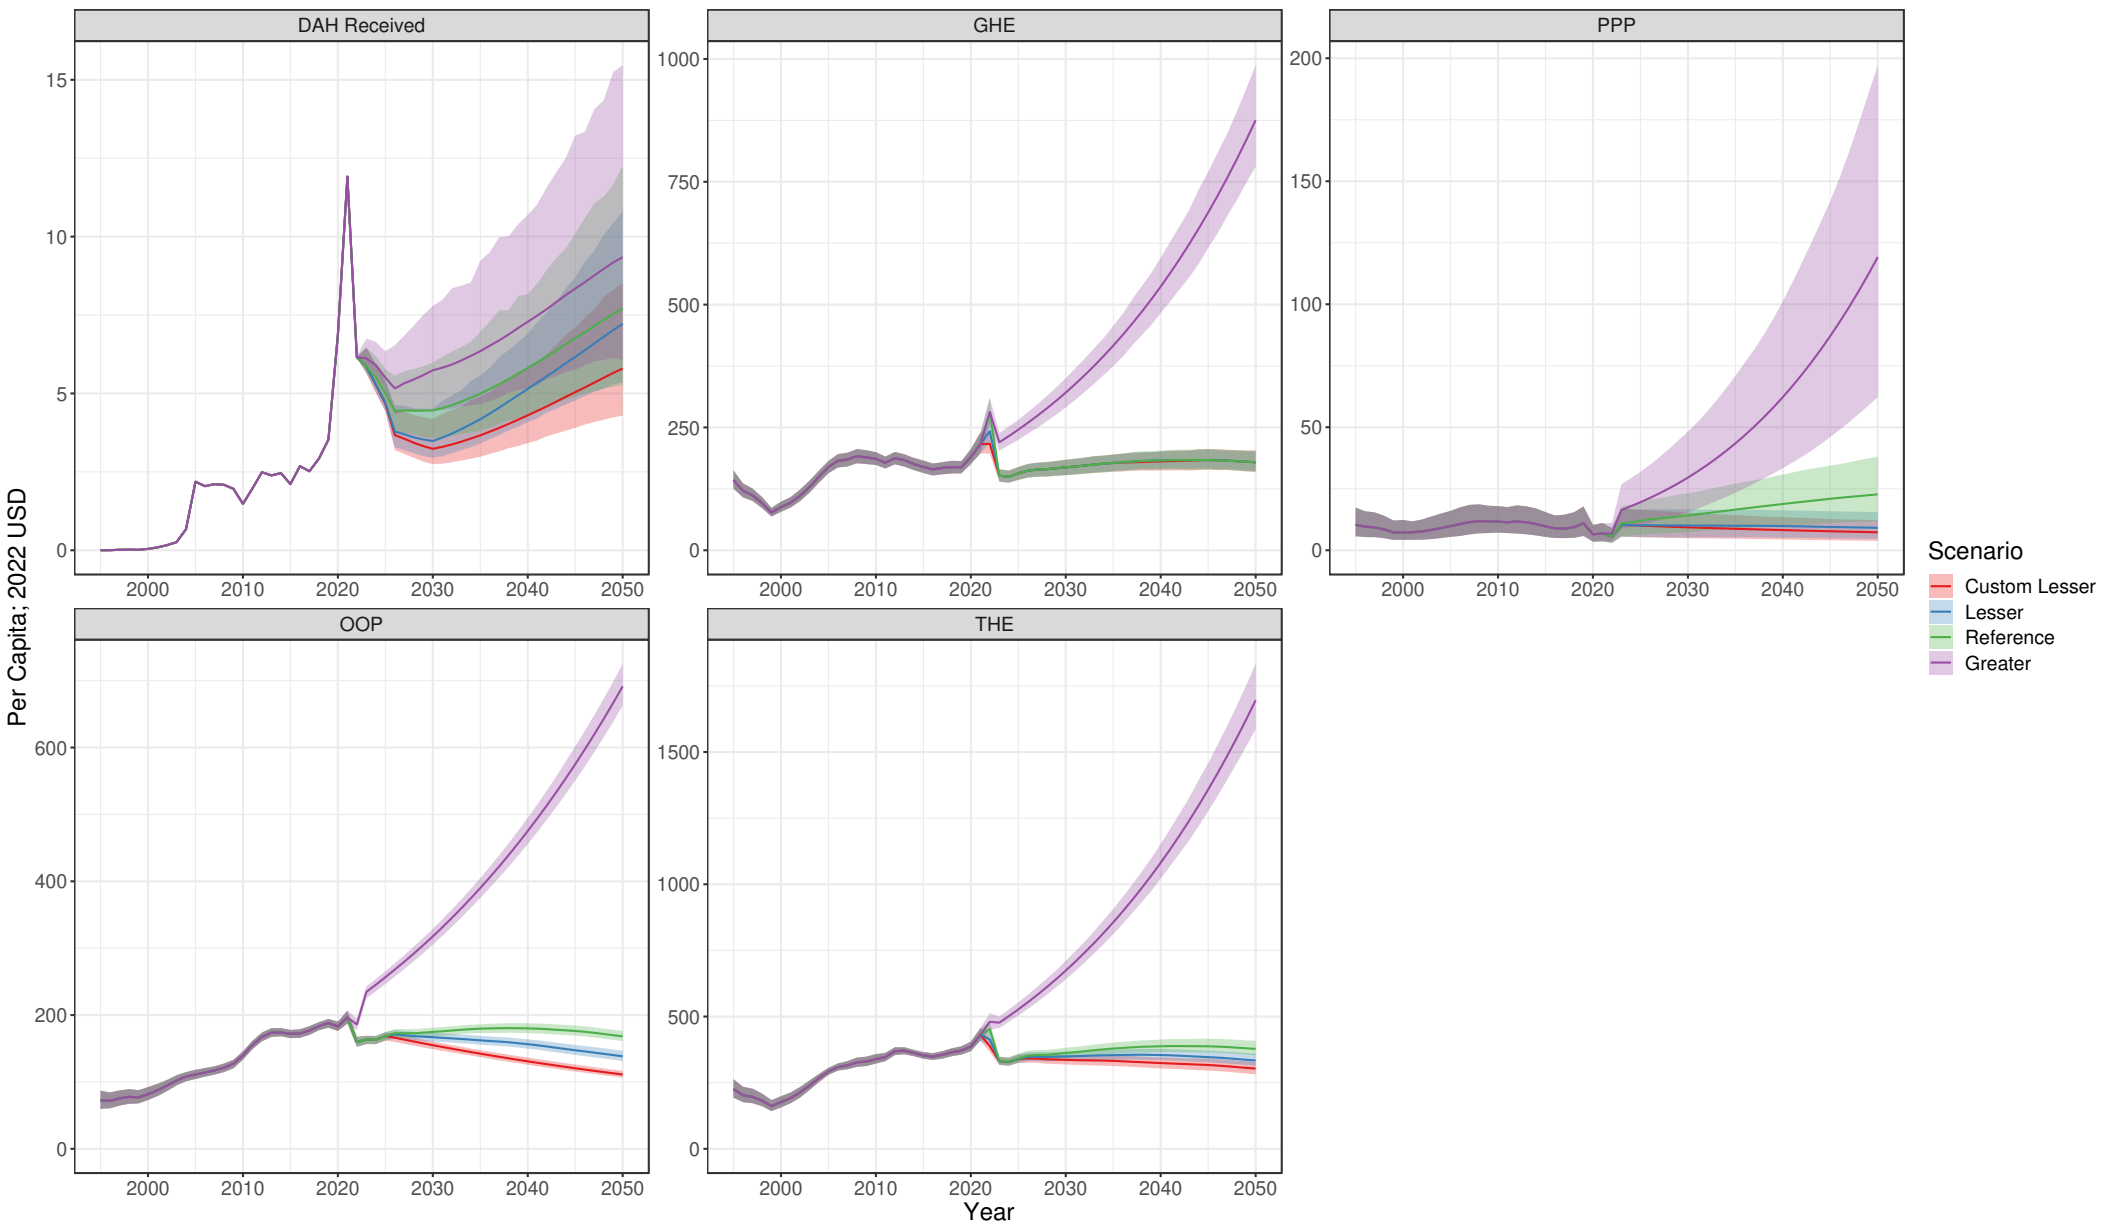 DAH Received
GHE
PPP
15
10
5
0
1000
750
500
250
0
200
150
100
50
0
2000 2010 2020 2030 2040 2050
2000 2010 2020 2030 2040 2050
2000 2010 2020 2030 2040 2050
OOP
THE
600
400
200
0
1500
1000
500
0
2000 2010 2020 2030 2040 2050
2000 2010 2020 2030 2040 2050
Year
Per Capita; 2022 USD
Scenario
Custom Lesser
Lesser
Reference
Greater